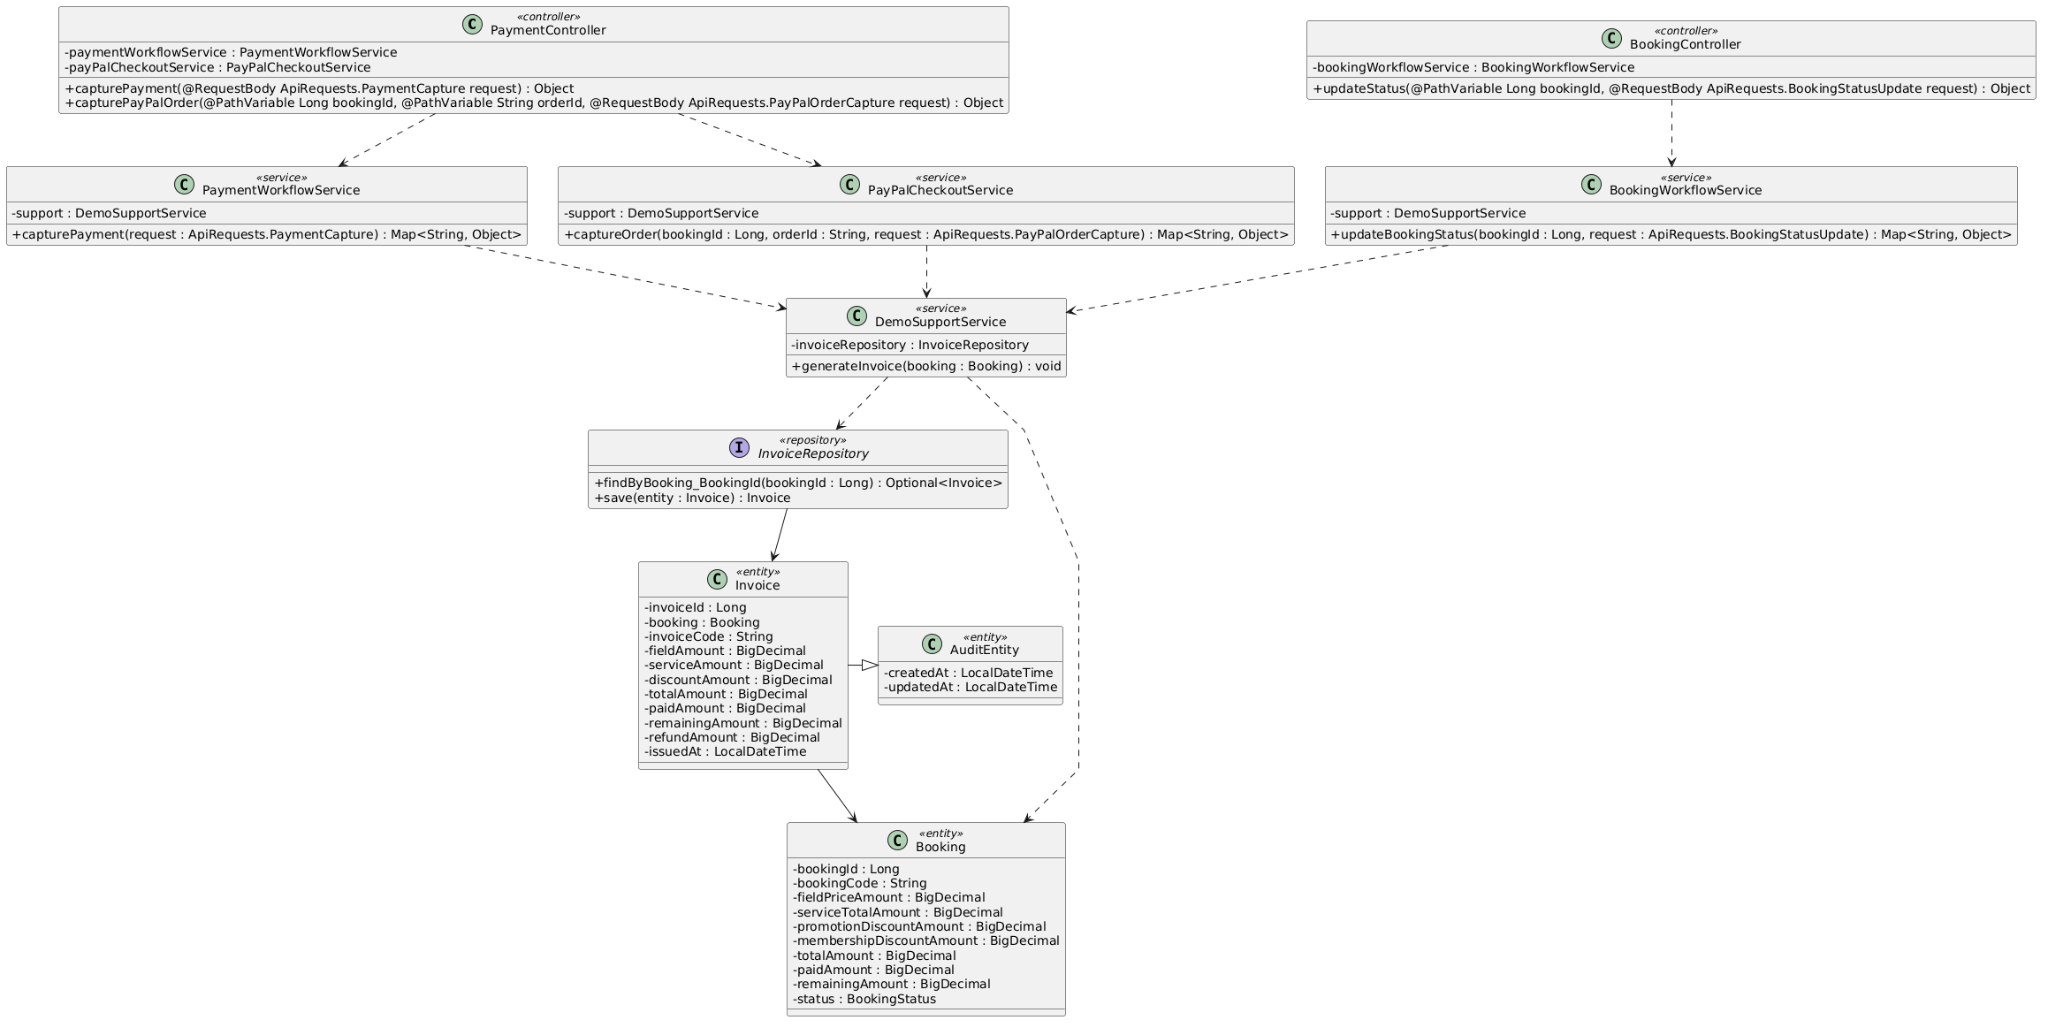 C
«controller»
PaymentController
-paymentWorkflowService : PaymentWorkflowService
-payPalCheckoutService : PayPalCheckoutService
+capturePayment(@RequestBody ApiRequests.PaymentCapture request) : Object
+capturePayPalOrder(@PathVariable Long bookingId, @PathVariable String orderId, @RequestBody ApiRequests.PayPalOrderCapture request) : Object
C
«controller»
BookingController
-bookingWorkflowService : BookingWorkflowService
+updateStatus(@PathVariable Long bookingId, @RequestBody ApiRequests.BookingStatusUpdate request) : Object
C
«service»
PaymentWorkflowService
-support : DemoSupportService
+capturePayment(request : ApiRequests.PaymentCapture) : Map<String, Object>
C
«service»
PayPalCheckoutService
-support : DemoSupportService
+captureOrder(bookingId : Long, orderId : String, request : ApiRequests.PayPalOrderCapture) : Map<String, Object>
C
«service»
BookingWorkflowService
-support : DemoSupportService
+updateBookingStatus(bookingId : Long, request : ApiRequests.BookingStatusUpdate) : Map<String, Object>
C
«service»
DemoSupportService
-invoiceRepository : InvoiceRepository
+generateInvoice(booking : Booking) : void
I
«repository»
InvoiceRepository
+findByBooking_BookingId(bookingId : Long) : Optional<Invoice>
+save(entity : Invoice) : Invoice
C
«entity»
Invoice
-invoiceId : Long
-booking : Booking
-invoiceCode : String
-fieldAmount : BigDecimal
-serviceAmount : BigDecimal
-discountAmount : BigDecimal
-totalAmount : BigDecimal
-paidAmount : BigDecimal
-remainingAmount : BigDecimal
-refundAmount : BigDecimal
-issuedAt : LocalDateTime
C
«entity»
AuditEntity
-createdAt : LocalDateTime
-updatedAt : LocalDateTime
C
«entity»
Booking
-bookingId : Long
-bookingCode : String
-fieldPriceAmount : BigDecimal
-serviceTotalAmount : BigDecimal
-promotionDiscountAmount : BigDecimal
-membershipDiscountAmount : BigDecimal
-totalAmount : BigDecimal
-paidAmount : BigDecimal
-remainingAmount : BigDecimal
-status : BookingStatus